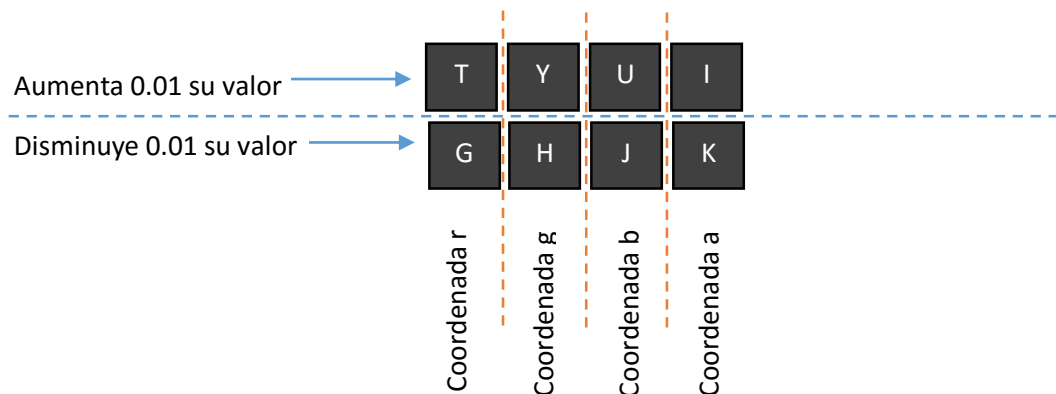 Aumenta 0.01 su valor
T Y U I
Disminuye 0.01 su valor
G H J K
Coordenada r
Coordenada g
Coordenada b
Coordenada a